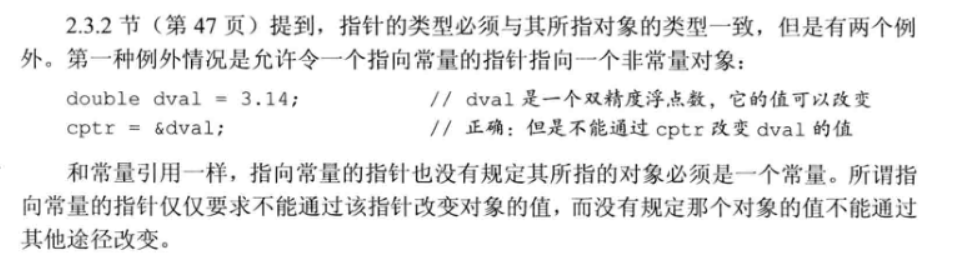 2.3.2 节（第 47 页）提到，指针的类型必须与其所指对象的类型一致，但是有两个例
外。第一种例外情况是允许令一个指向常量的指针指向一个非常量对象：
double dval = 3.14; // dval 是一个双精度浮点数，它的值可以改变
cptr = &dval; // 正确：但是不能通过 cptr 改变 dval 的值
和常量引用一样，指向常量的指针也没有规定其所指的对象必须是一个常量。所谓指
向常量的指针仅仅要求不能通过该指针改变对象的值，而没有规定那个对象的值不能通过
其他途径改变。